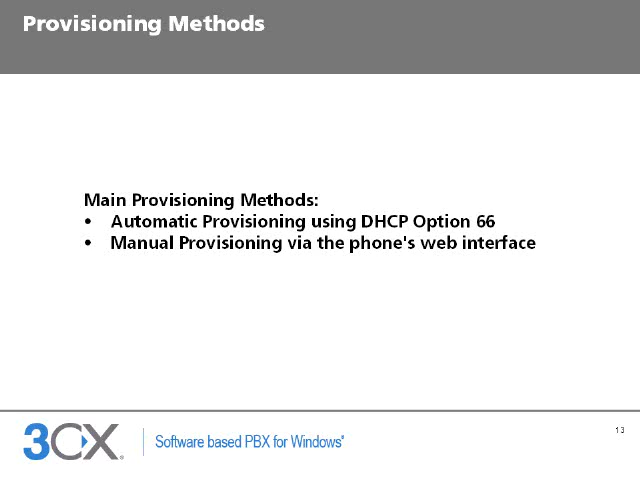 Provisioning Methods
Main Provisioning Methods:
• Automatic Provisioning using DHCP Option 66
• Manual Provisioning via the phone's web interface
13
3CX® Software based PBX for Windows®